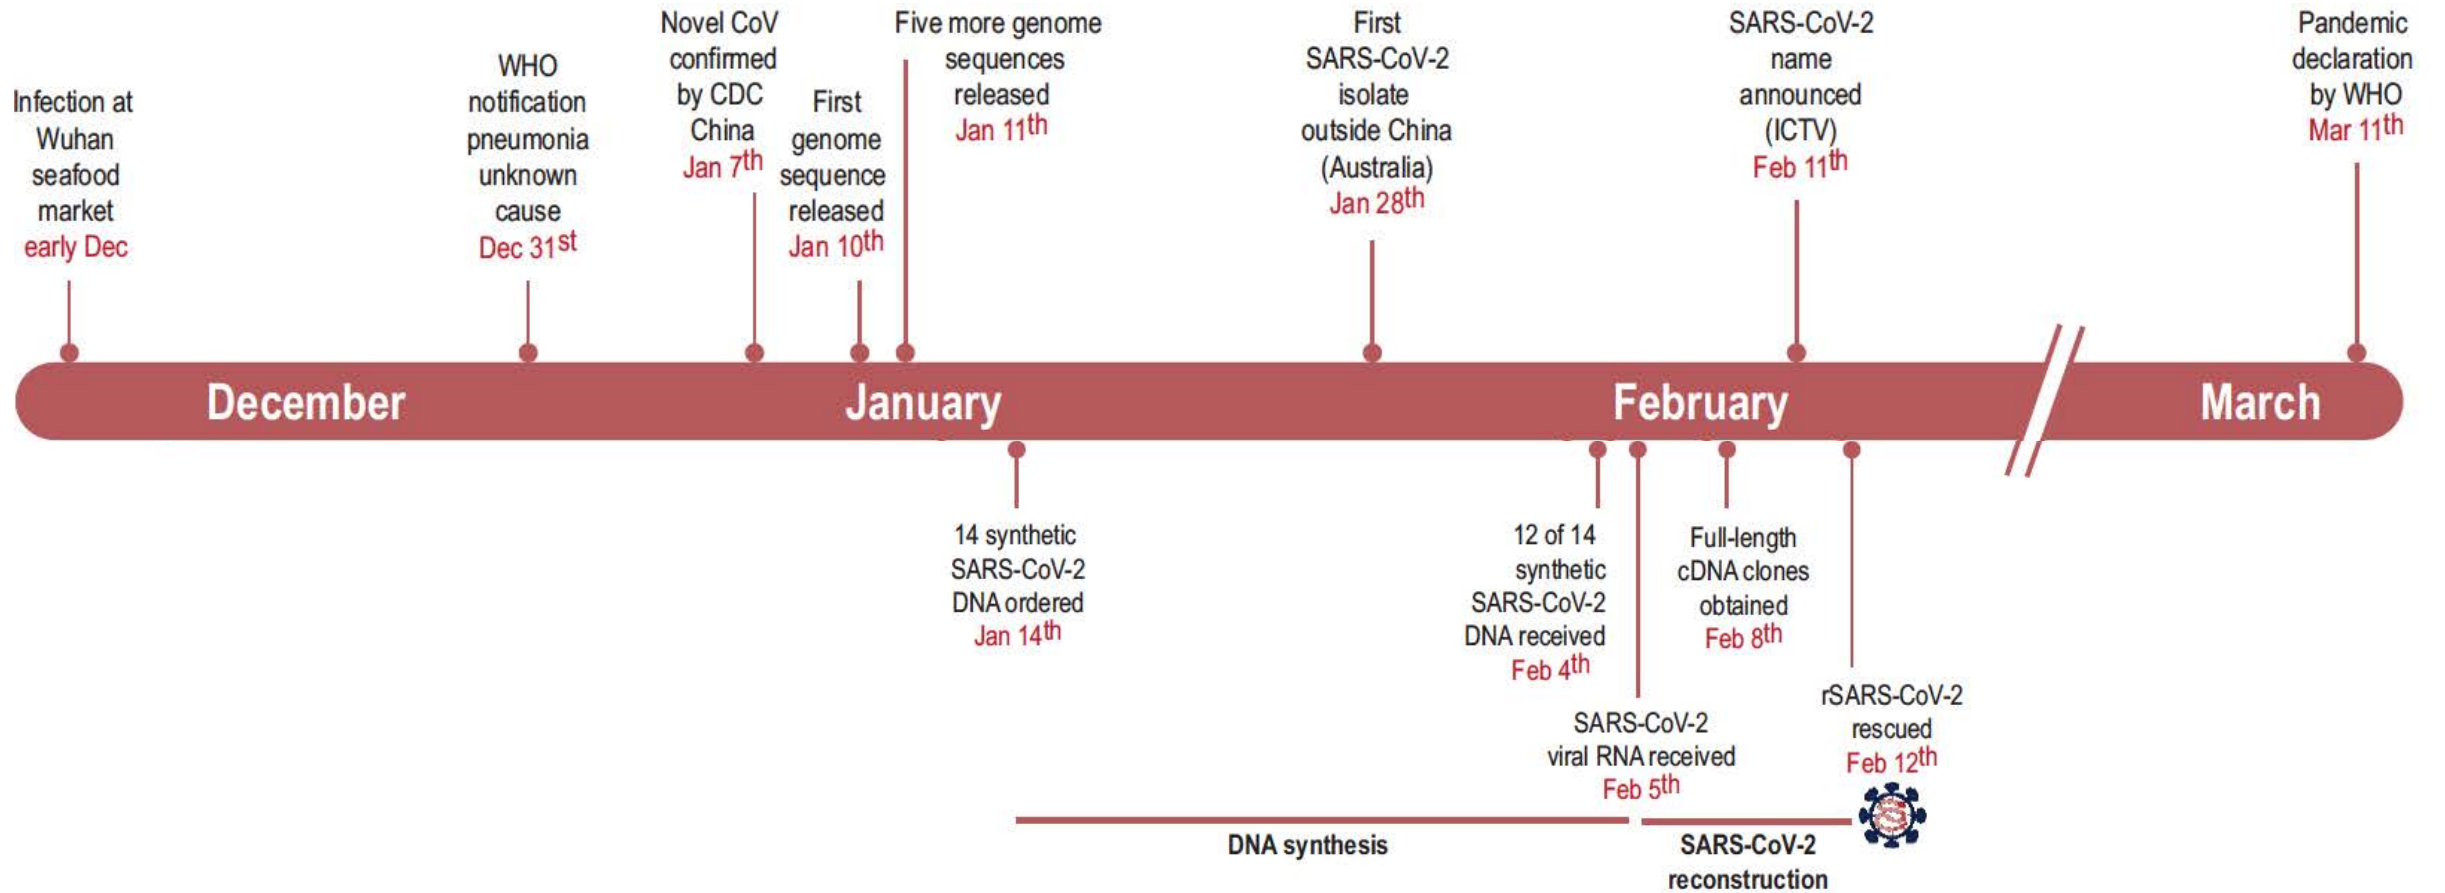 Infection at
Wuhan
seafood
market
early Dec
WHO
notification
pneumonia
unknown
cause
Dec 31st
Novel CoV
confirmed
by CDC
China
Jan 7th
First
genome
sequence
released
Jan 10th
Five more genome
sequences
released
Jan 11th
First
SARS-CoV-2
isolate
outside China
(Australia)
Jan 28th
SARS-CoV-2
name
announced
(ICTV)
Feb 11th
Pandemic
declaration
by WHO
Mar 11th
December
January
February
March
14 synthetic
SARS-CoV-2
DNA ordered
Jan 14th
12 of 14
synthetic
SARS-CoV-2
DNA received
Feb 4th
SARS-CoV-2
viral RNA received
Feb 5th
Full-length
cDNA clones
obtained
Feb 8th
rSARS-CoV-2
rescued
Feb 12th
DNA synthesis
SARS-CoV-2
reconstruction